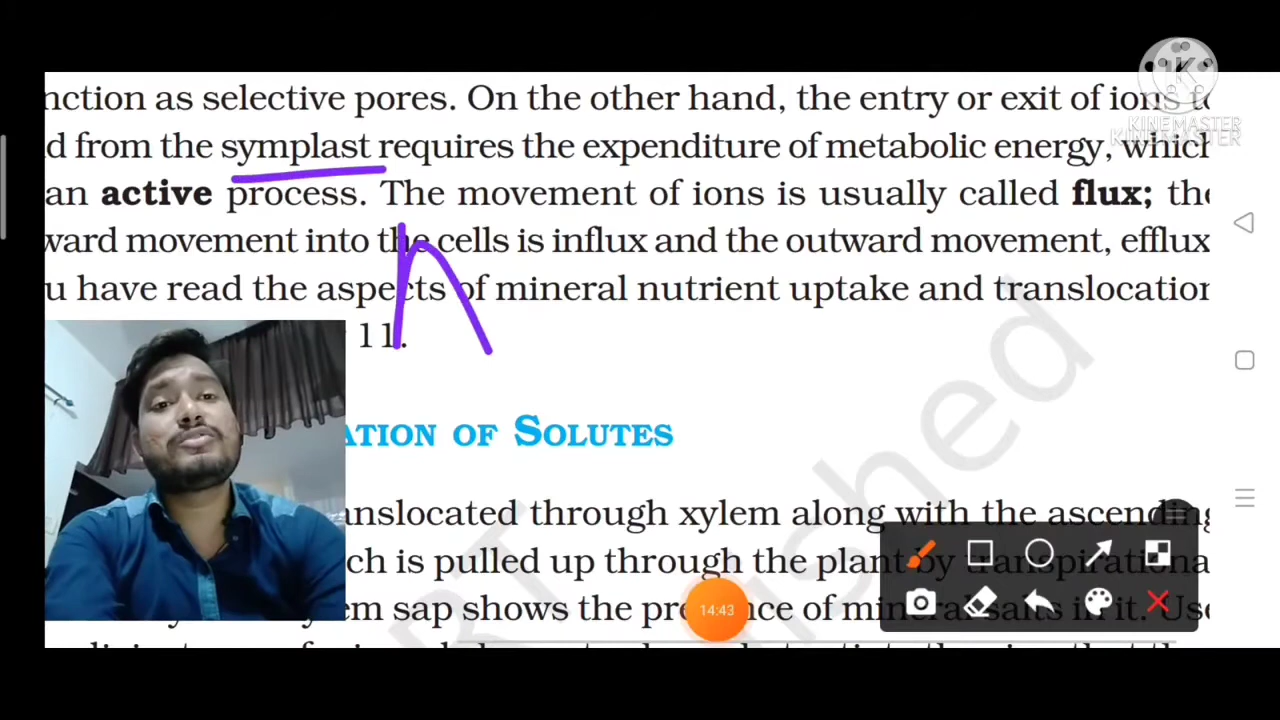 nction as selective pores. On the other hand, the entry or exit of ions to
d from the symplast requires the expenditure of metabolic energy, which
an active process. The movement of ions is usually called flux; the
ward movement into the cells is influx and the outward movement, efflux
u have read the aspects of mineral nutrient uptake and translocation
11.
ATION OF SOLUTES
anslocated through xylem along with the ascending
ch is pulled up through the plant by transpirationa
em sap shows the presence of mineral salts in it. Use
K
KINEMASTER
KINEMASTER
14:43